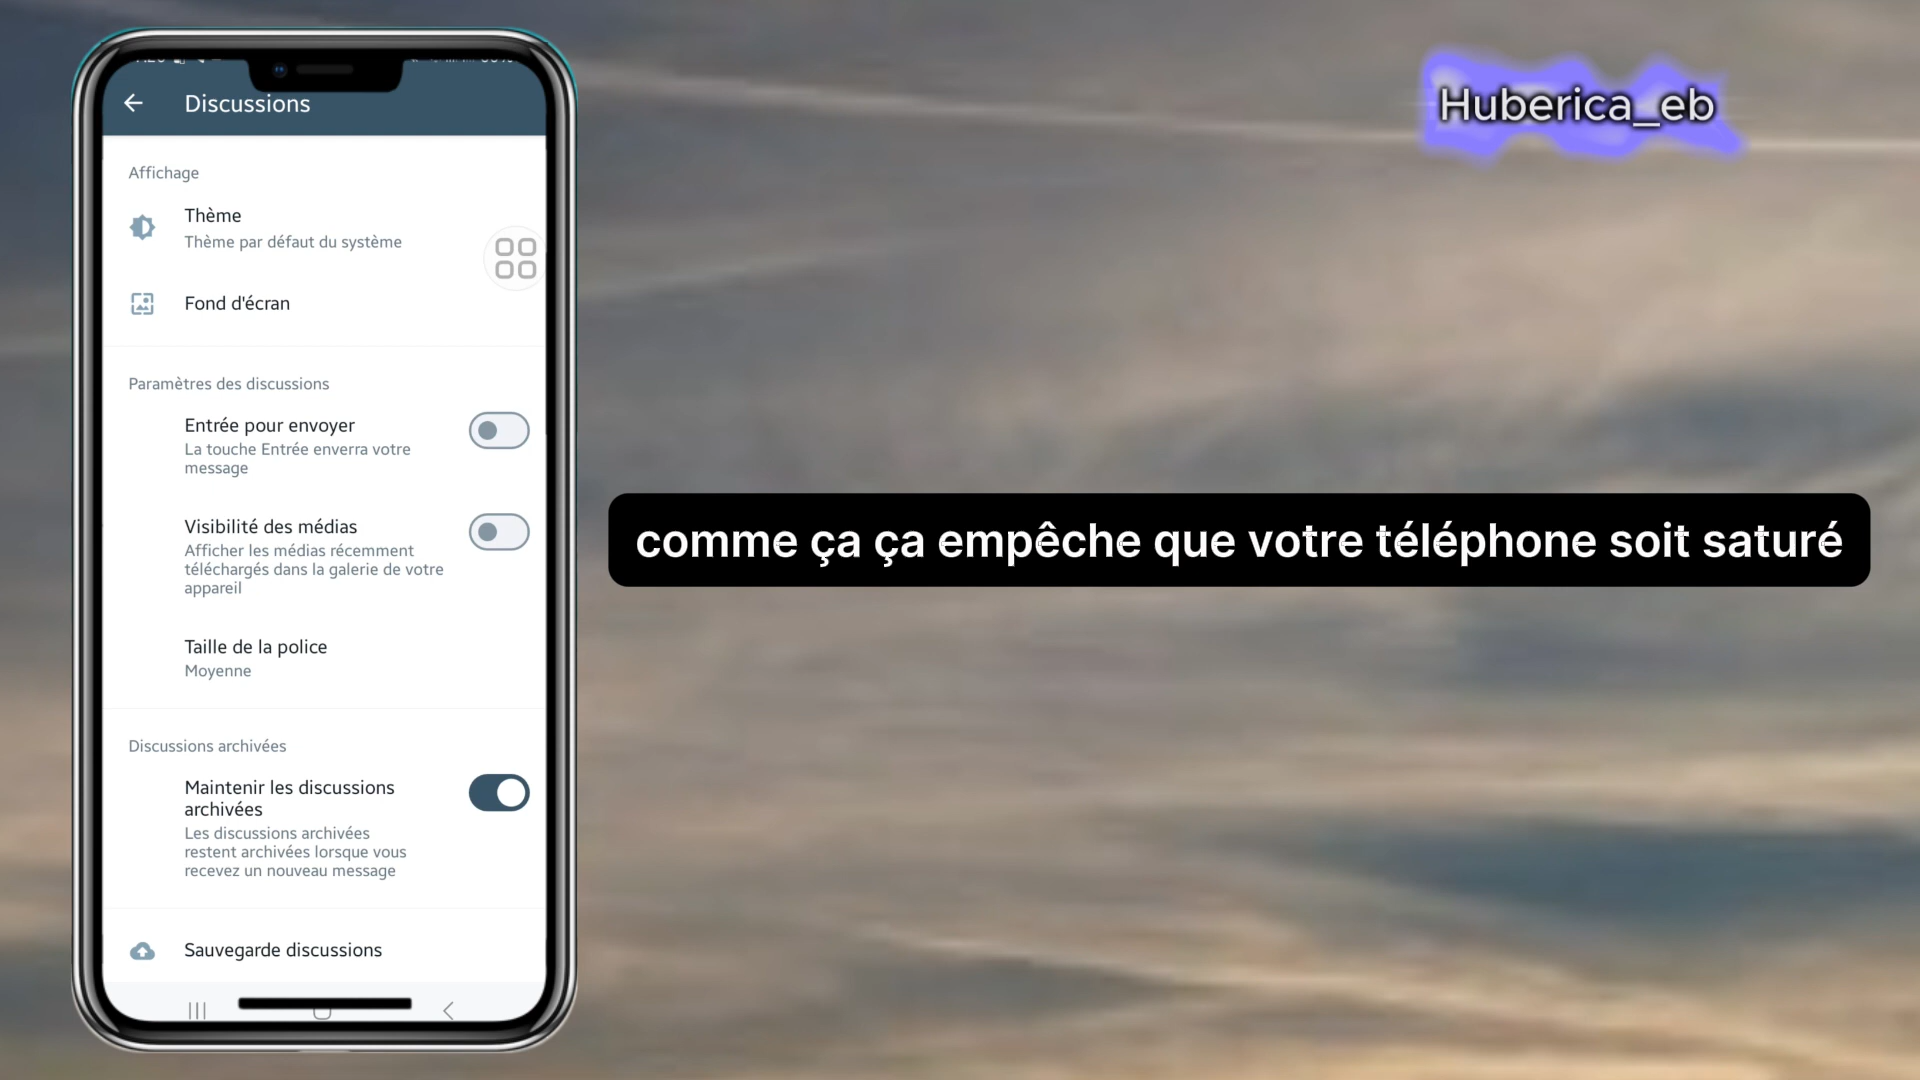 Discussions
Affichage
Thème
Thème par défaut du système
Fond d'écran
Paramètres des discussions
Entrée pour envoyer
La touche Entrée enverra votre
message
Visibilité des médias
Afficher les médias récemment
téléchargés dans la galerie de votre
appareil
Taille de la police
Moyenne
Discussions archivées
Maintenir les discussions
archivées
Les discussions archivées
restent archivées lorsque vous
recevez un nouveau message
Sauvegarde discussions
Huberica_eb
comme ça ça empêche que votre téléphone soit saturé